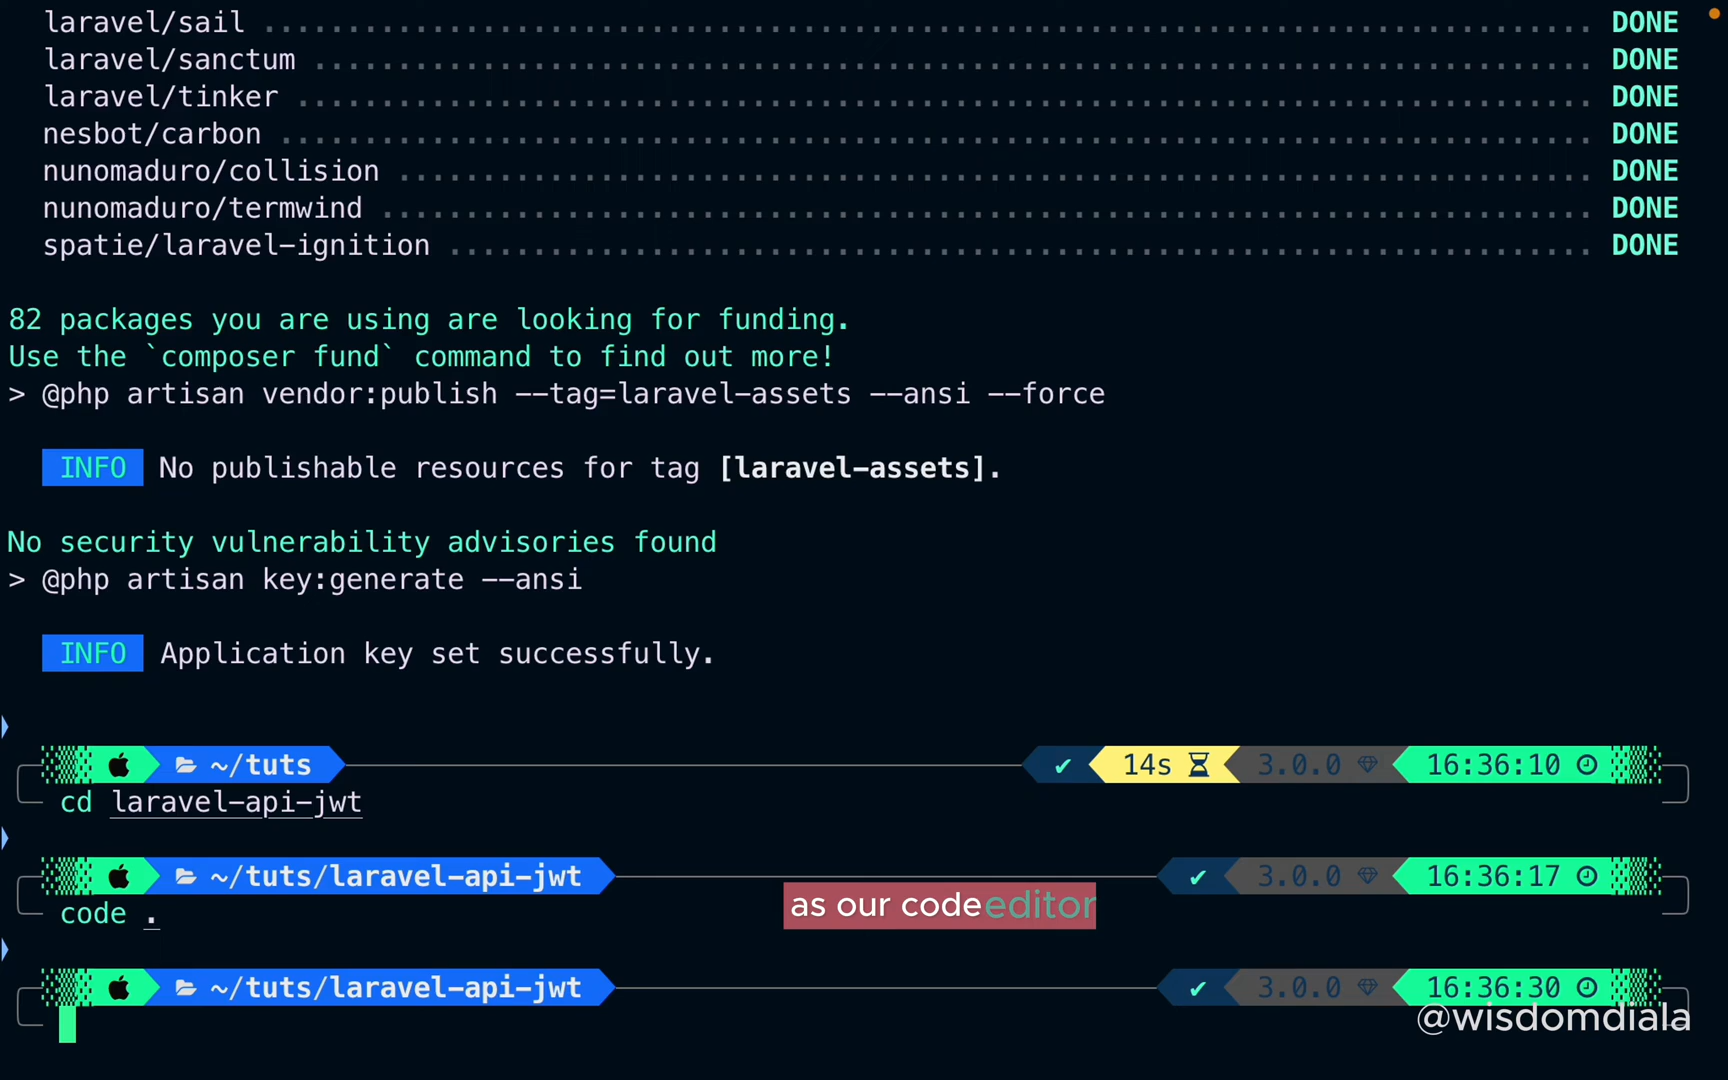 laravel/sail ........................................................................... DONE
laravel/sanctum ........................................................................ DONE
laravel/tinker ......................................................................... DONE
nesbot/carbon .......................................................................... DONE
nunomaduro/collision ................................................................... DONE
nunomaduro/termwind .................................................................... DONE
spatie/laravel-ignition ................................................................ DONE
82 packages you are using are looking for funding.
Use the `composer fund` command to find out more!
> @php artisan vendor:publish --tag=laravel-assets --ansi --force
INFO No publishable resources for tag [laravel-assets].
No security vulnerability advisories found
> @php artisan key:generate --ansi
INFO Application key set successfully.
~/tuts ✔ 14s 3.0.0 16:36:10
cd laravel-api-jwt
~/tuts/laravel-api-jwt ✔ 3.0.0 16:36:17
code .
as our code editor
~/tuts/laravel-api-jwt ✔ 3.0.0 16:36:30
@wisdomdiala